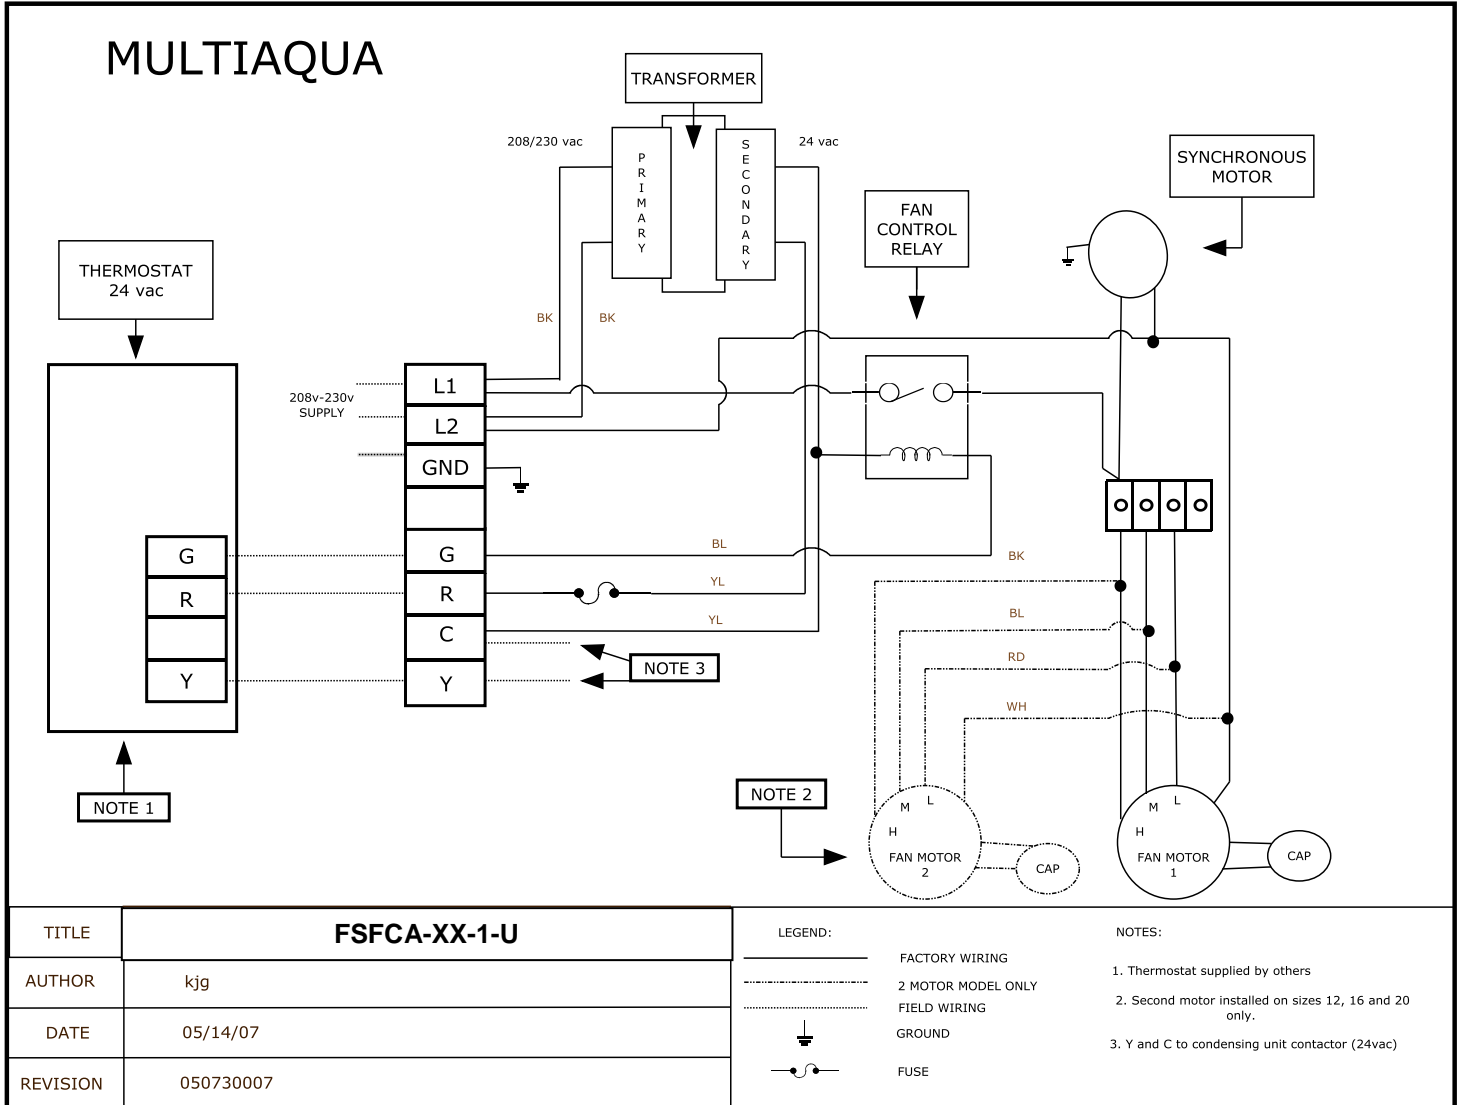 MULTIAQUA
TRANSFORMER
208/230 vac
PRIMARY
SECONDARY
24 vac
SYNCHRONOUS
MOTOR
FAN
CONTROL
RELAY
THERMOSTAT
24 vac
BK
BK
208v-230v
SUPPLY
L1
L2
GND
G
R
C
Y
G
R
Y
BL
YL
YL
BK
BL
RD
WH
NOTE 3
NOTE 1
NOTE 2
M
L
H
FAN MOTOR
2
CAP
M
L
H
FAN MOTOR
1
CAP
TITLE
FSFCA-XX-1-U
AUTHOR
kjg
DATE
05/14/07
REVISION
050730007
LEGEND:
FACTORY WIRING
2 MOTOR MODEL ONLY
FIELD WIRING
GROUND
FUSE
NOTES:
1. Thermostat supplied by others
2. Second motor installed on sizes 12, 16 and 20
only.
3. Y and C to condensing unit contactor (24vac)